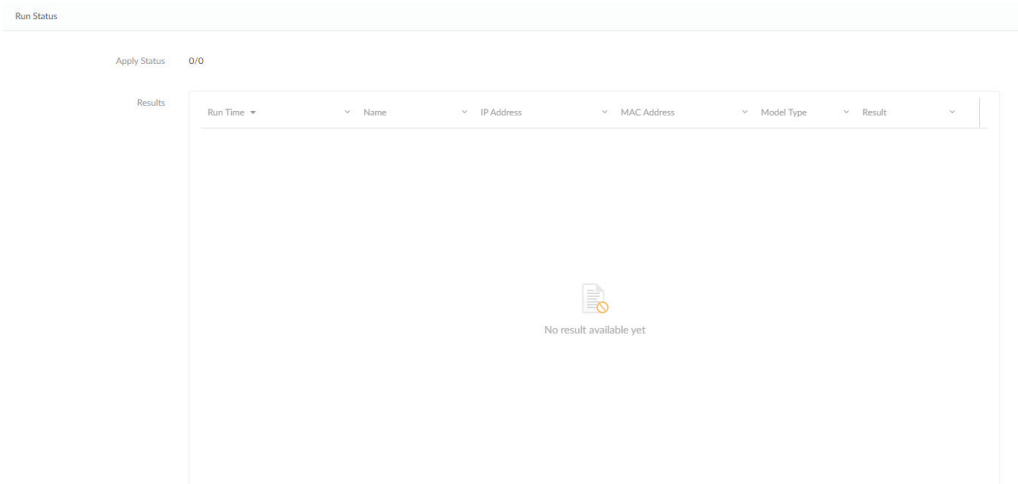 Run Status
Apply Status 0/0
Results
Run Time Name IP Address MAC Address Model Type Result
No result available yet